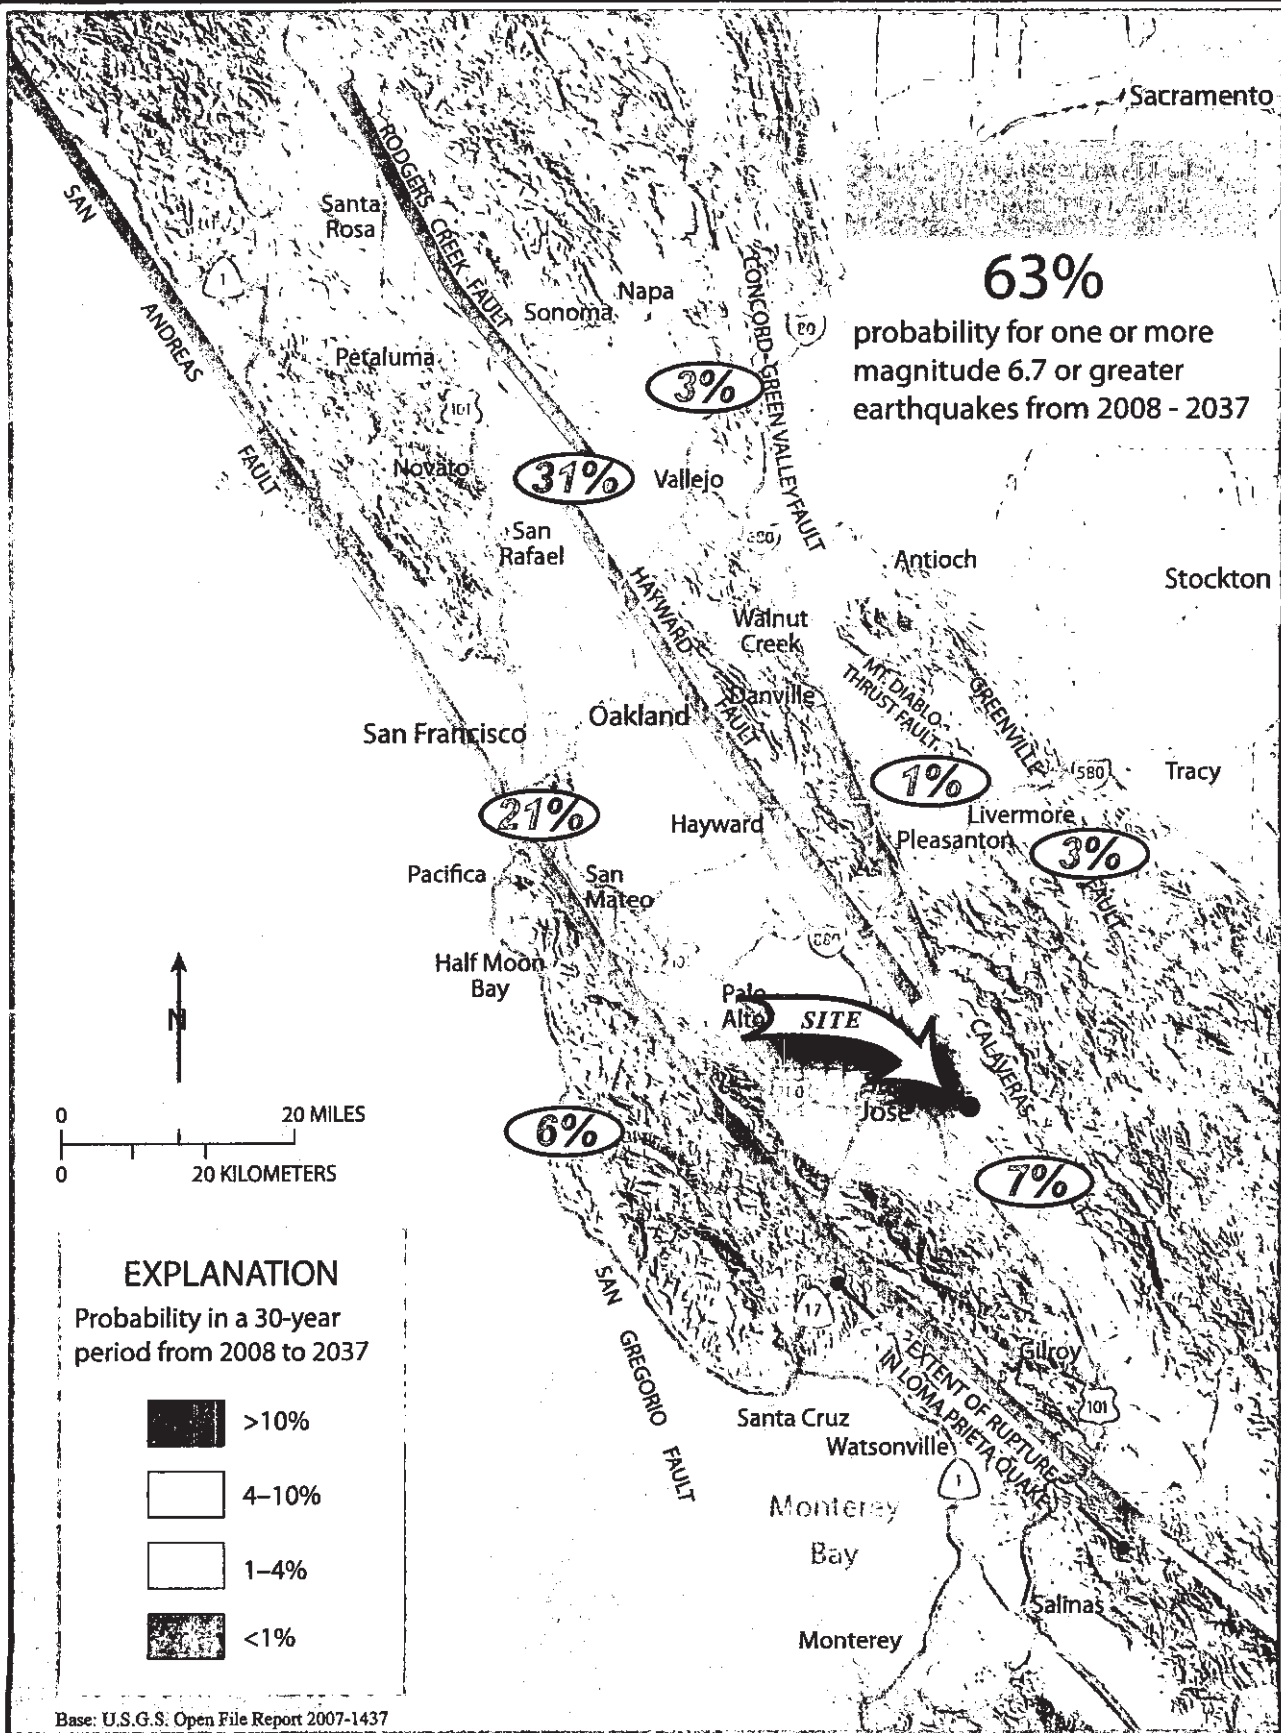 Sacramento
SAN
ANDREAS
FAULT
RODGERS CREEK FAULT
Santa
Rosa
1
Sonoma
Napa
CONCORD-GREEN VALLEY FAULT
80
63%
probability for one or more
magnitude 6.7 or greater
earthquakes from 2008 - 2037
Petaluma
101
3%
Novato
31%
Vallejo
San
Rafael
Antioch
Stockton
HAYWARD
FAULT
Walnut
Creek
MT. DIABLO
THRUST FAULT
GREENVILLE
FAULT
Danville
Oakland
San Francisco
1%
580
Tracy
21%
Hayward
Livermore
Pleasanton
3%
Pacifica
San
Mateo
880
Half Moon
Bay
N
Palo
Alto
SITE
CALAVERAS
Jose
0
20 MILES
0
20 KILOMETERS
6%
7%
EXPLANATION
Probability in a 30-year
period from 2008 to 2037
>10%
4–10%
1–4%
<1%
SAN GREGORIO FAULT
17
EXTENT OF RUPTURE
IN LOMA PRIETA QUAKE
Gilroy
101
Santa Cruz
Watsonville
1
Monterey
Bay
Salinas
Monterey
Base: U.S.G.S. Open File Report 2007-1437